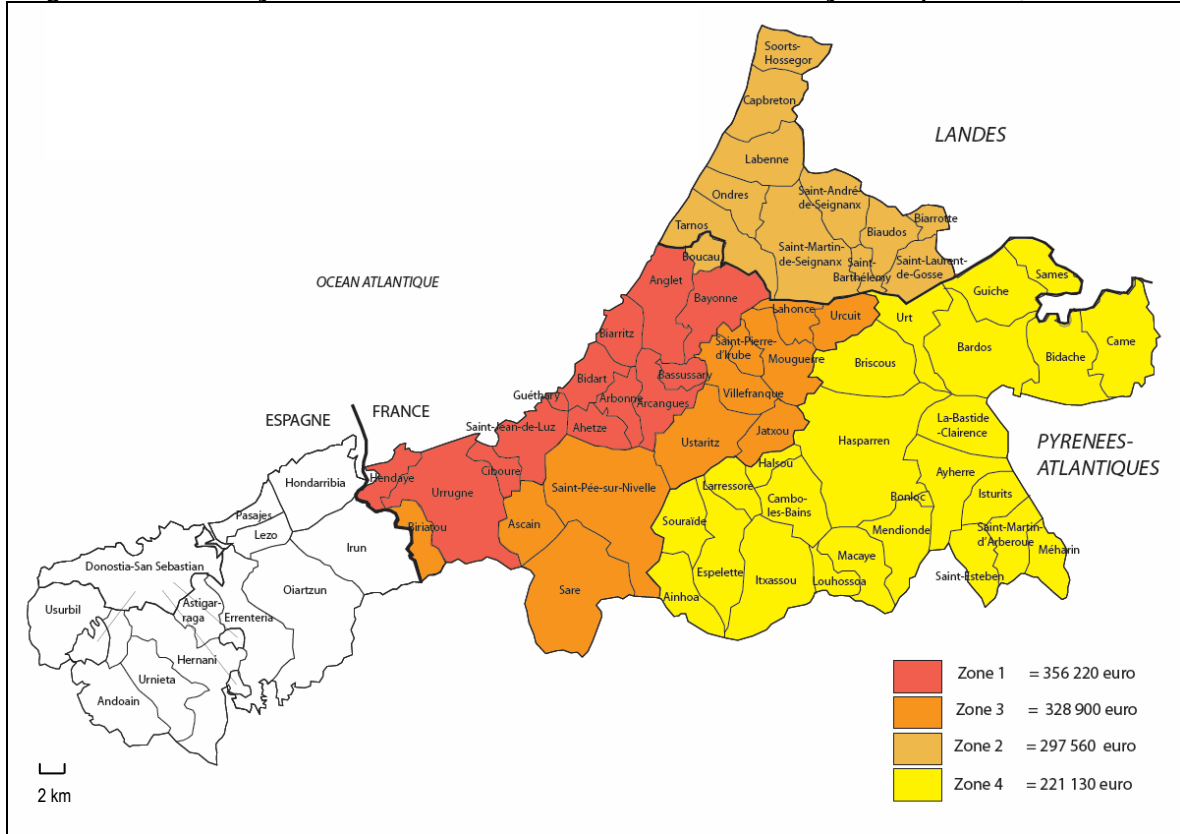 Soorts-
Hossegor
Capbreton
LANDES
Labenne
Ondres
Saint-André
de-Seignanx
Tarnos
Biarrotte
Biaudos
Boucau
Saint-Martin-
de-Seignanx
Saint-
Barthélemy
Saint-Laurent-
de-Gosse
OCEAN ATLANTIQUE
Anglet
Bayonne
Sames
Guiche
Lahonce
Urcuit
Urt
Biarritz
Saint-Pierre-
d'Irube
Mouguerre
Bardos
Bidache
Came
Briscous
Bidart
Bassussary
Guéthary
Arbonne
Arcangues
Villefranque
ESPAGNE
FRANCE
Saint-Jean-de-Luz
Ahetze
Ustaritz
Jatxou
Hasparren
La-Bastide
-Clairence
PYRENEES-
ATLANTIQUES
Hondarribia
Hendaye
Urrugne
Ciboure
Saint-Pée-sur-Nivelle
Halsou
Larressore
Cambo-
les-Bains
Ayherre
Isturits
Bonloc
Pasajes
Lezo
Biriatou
Ascain
Souraïde
Mendionde
Saint-Martin
d'Arberoue
Irun
Macaye
Méharin
Donostia-San Sebastian
Oiartzun
Sare
Ainhoa
Espelette
Itxassou
Louhossoa
Saint-Esteben
Usurbil
Astigar-
raga
Errenteria
Hernani
Urnieta
Andoain
Zone 1 = 356 220 euro
Zone 3 = 328 900 euro
Zone 2 = 297 560 euro
Zone 4 = 221 130 euro
2 km